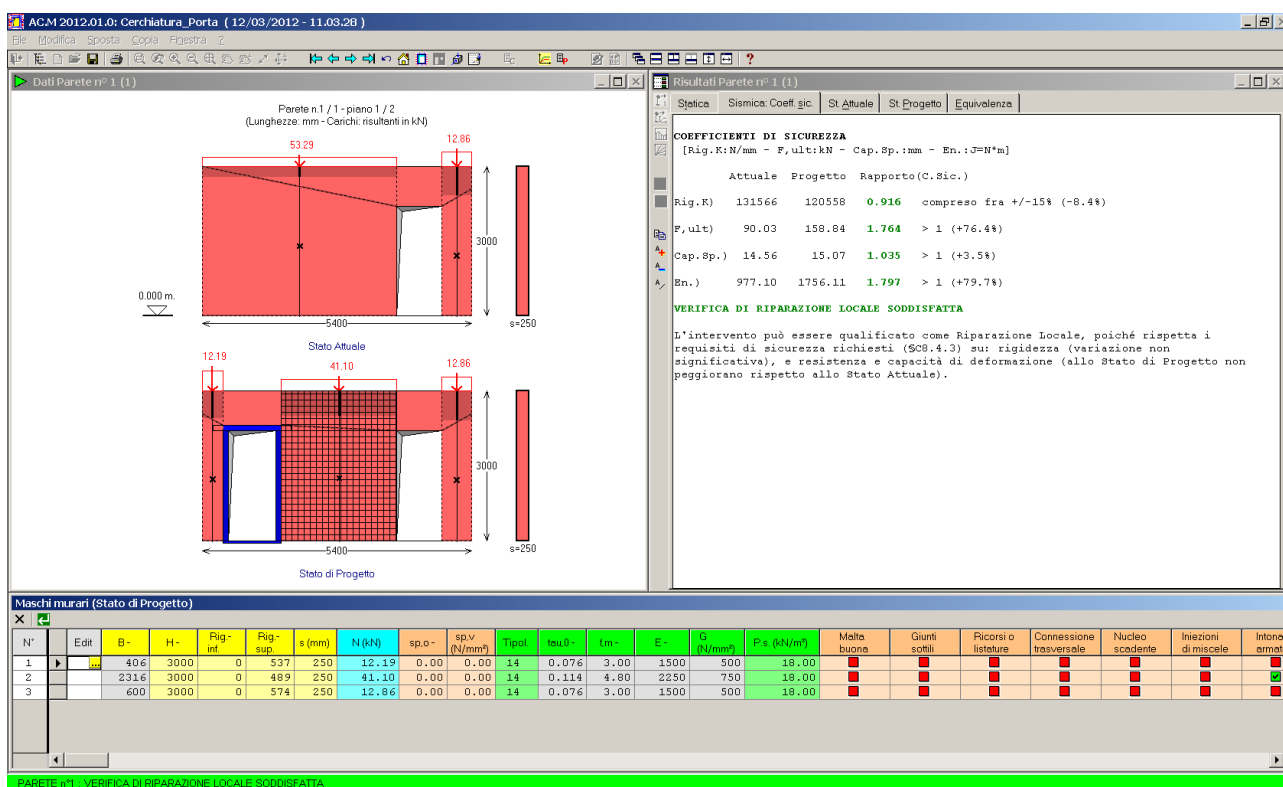 AC.M 2012.01.0: Cerchiatura_Porta ( 12/03/2012 - 11.03.28 )
File Modifica Sposta Copia Finestra ?
Dati Parete n° 1 (1)
Parete n.1 / 1 - piano 1 / 2
(Lunghezze: mm - Carichi: risultanti in kN)
53.29
12.86
3000
0.000 m.
5400
s=250
Stato Attuale
12.19
41.10
12.86
3000
5400
s=250
Stato di Progetto
Risultati Parete n° 1 (1)
Statica
Sismica: Coeff. sic.
St. Attuale
St. Progetto
Equivalenza
COEFFICIENTI DI SICUREZZA
[Rig.K:N/mm - F,ult:kN - Cap.Sp.:mm - En.:J=N*m]
Attuale Progetto Rapporto(C.Sic.)
Rig.K) 131566 120558 0.916 compreso fra +/-15% (-8.4%)
F,ult) 90.03 158.84 1.764 > 1 (+76.4%)
Cap.Sp.) 14.56 15.07 1.035 > 1 (+3.5%)
En.) 977.10 1756.11 1.797 > 1 (+79.7%)
VERIFICA DI RIPARAZIONE LOCALE SODDISFATTA
L'intervento può essere qualificato come Riparazione Locale, poiché rispetta i
requisiti di sicurezza richiesti (§C8.4.3) su: rigidezza (variazione non
significativa), e resistenza e capacità di deformazione (allo Stato di Progetto non
peggiorano rispetto allo Stato Attuale).
Maschi murari (Stato di Progetto)
N° Edit B - H - Rig.- inf. Rig.- sup. s (mm) N (kN) sp,o - sp,v (N/mm²) Tipol. tau.0 - f.m - E - G (N/mm²) P.s. (kN/m³) Malta buona Giunti sottili Ricorsi o listature Connessione trasversale Nucleo scadente Iniezioni di miscele Intona armat
1 ... 406 3000 0 537 250 12.19 0.00 0.00 14 0.076 3.00 1500 500 18.00
2 2316 3000 0 489 250 41.10 0.00 0.00 14 0.114 4.80 2250 750 18.00
3 600 3000 0 574 250 12.86 0.00 0.00 14 0.076 3.00 1500 500 18.00
PARETE n°1 : VERIFICA DI RIPARAZIONE LOCALE SODDISFATTA